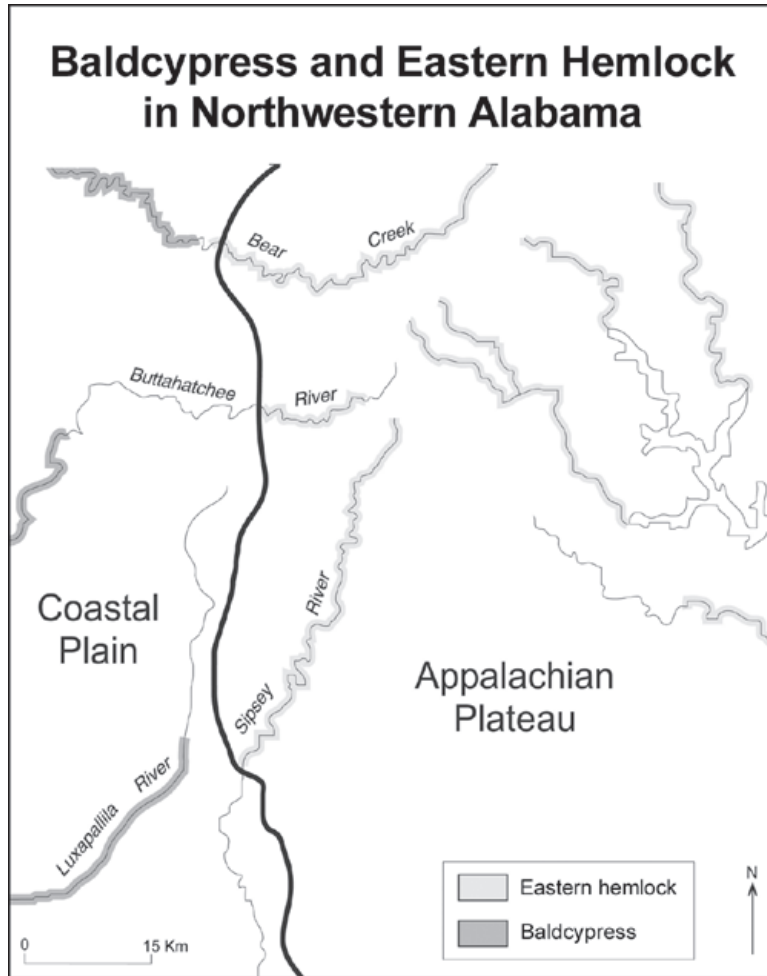 Baldcypress and Eastern Hemlock
in Northwestern Alabama
Bear Creek
Buttahatchee River
Coastal
Plain
Sipsey River
Appalachian
Plateau
Luxapallila River
Eastern hemlock
Baldcypress
N
0 15 Km